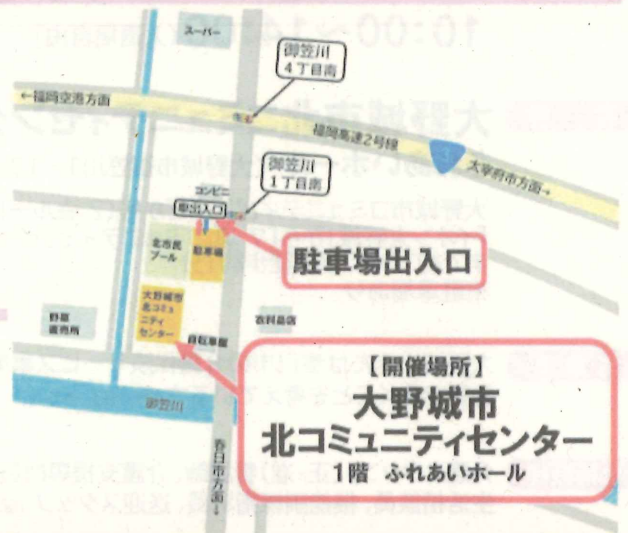 スーパー
御笠川
4丁目南
←福岡空港方面
福岡高速2号線
3
太宰府市方面→
御笠川
1丁目南
コンビニ
車出入口
駐車場出入口
北市民
プール
駐車場
大野城市
北コミュ
ニティ
センター
野菜
直売所
衣料品店
自転車屋
御笠川
春日市方面→
【開催場所】
大野城市
北コミュニティセンター
1階 ふれあいホール